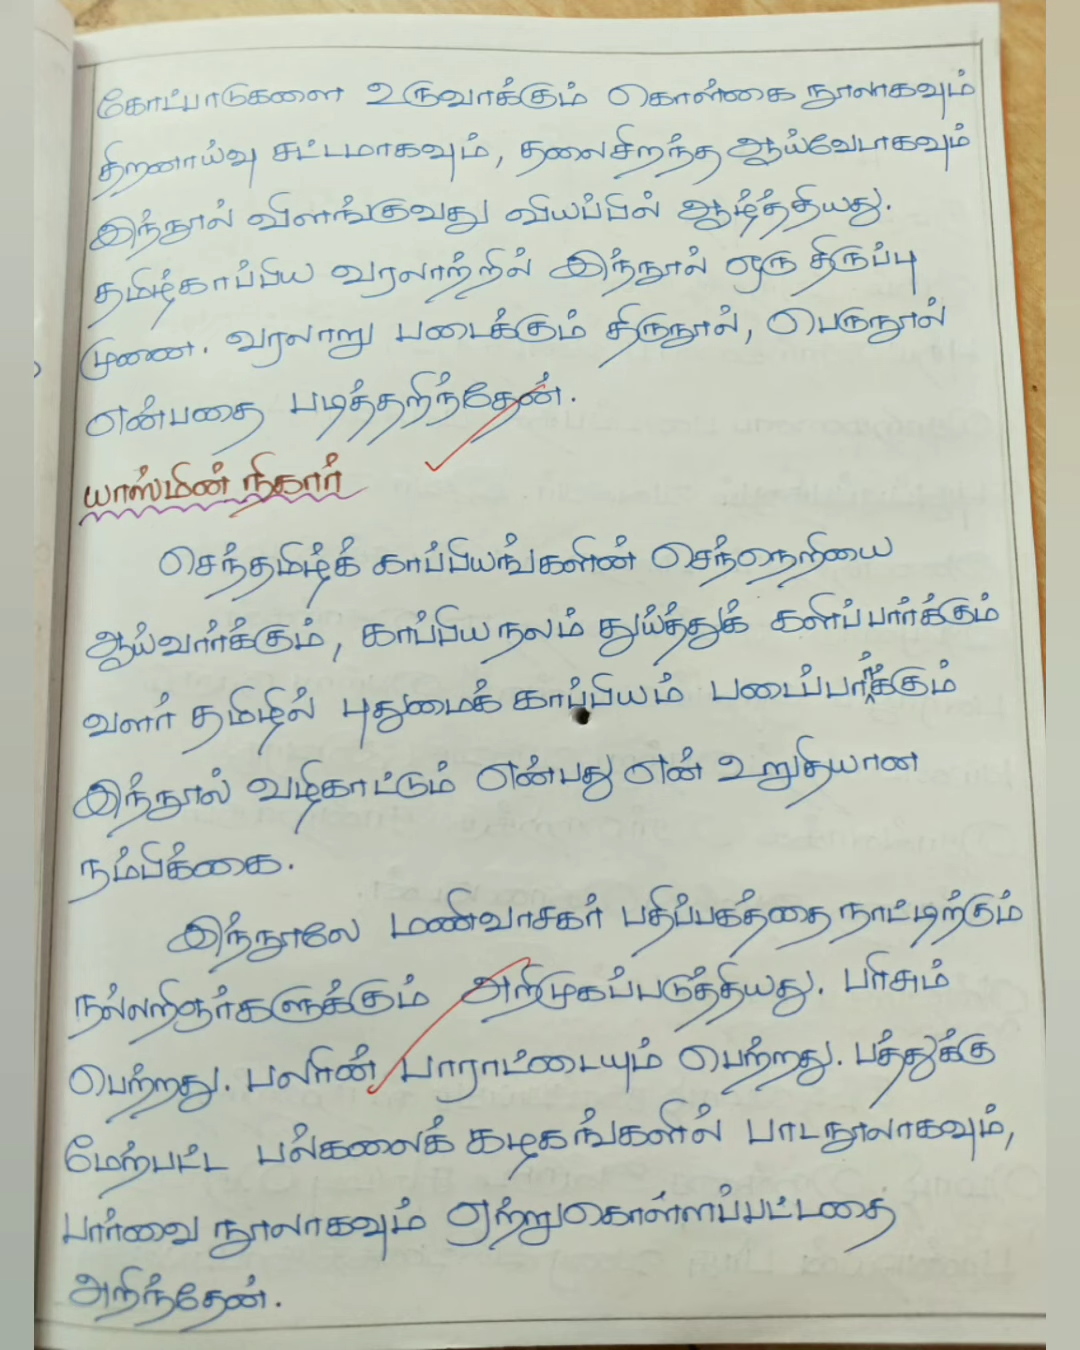 கோட்பாடுகளை உருவாக்கும் கொள்கை நூலாகவும்
திறனாய்வு சட்டமாகவும், தலைசிறந்த ஆய்வேடாகவும்
இந்நூல் விளங்குவது வியப்பில் ஆழ்த்தியது.
தமிழ்காப்பிய வரலாற்றில் இந்நூல் ஒரு திருப்பு
முணை. வரலாறு படைக்கும் திருநூல், பெருநூல்
என்பதை படித்தறிந்தேன்.
யாஸ்மின் நிகார்
செந்தமிழ்க் காப்பியங்களின் செந்நெறியை
ஆய்வார்க்கும், காப்பிய நலம் துய்த்துக் களிப்பார்க்கும்
வளர் தமிழில் புதுமைக் காப்பியம் படைப்பார்க்கும்
இந்நூல் வழிகாட்டும் என்பது என் உறுதியான
நம்பிக்கை.
இந்நூலே மணிவாசகர் பதிப்பகத்தை நாட்டிற்கும்
நல்லறிஞர்களுக்கும் அறிமுகப்படுத்தியது. பரிசும்
பெற்றது. பலரின் பாராட்டையும் பெற்றது. பத்துக்கு
மேற்பட்ட பல்கலைக் கழகங்களில் பாடநூலாகவும்,
பார்வை நூலாகவும் ஏற்றுகொள்ளப்பட்டதை
அறிந்தேன்.